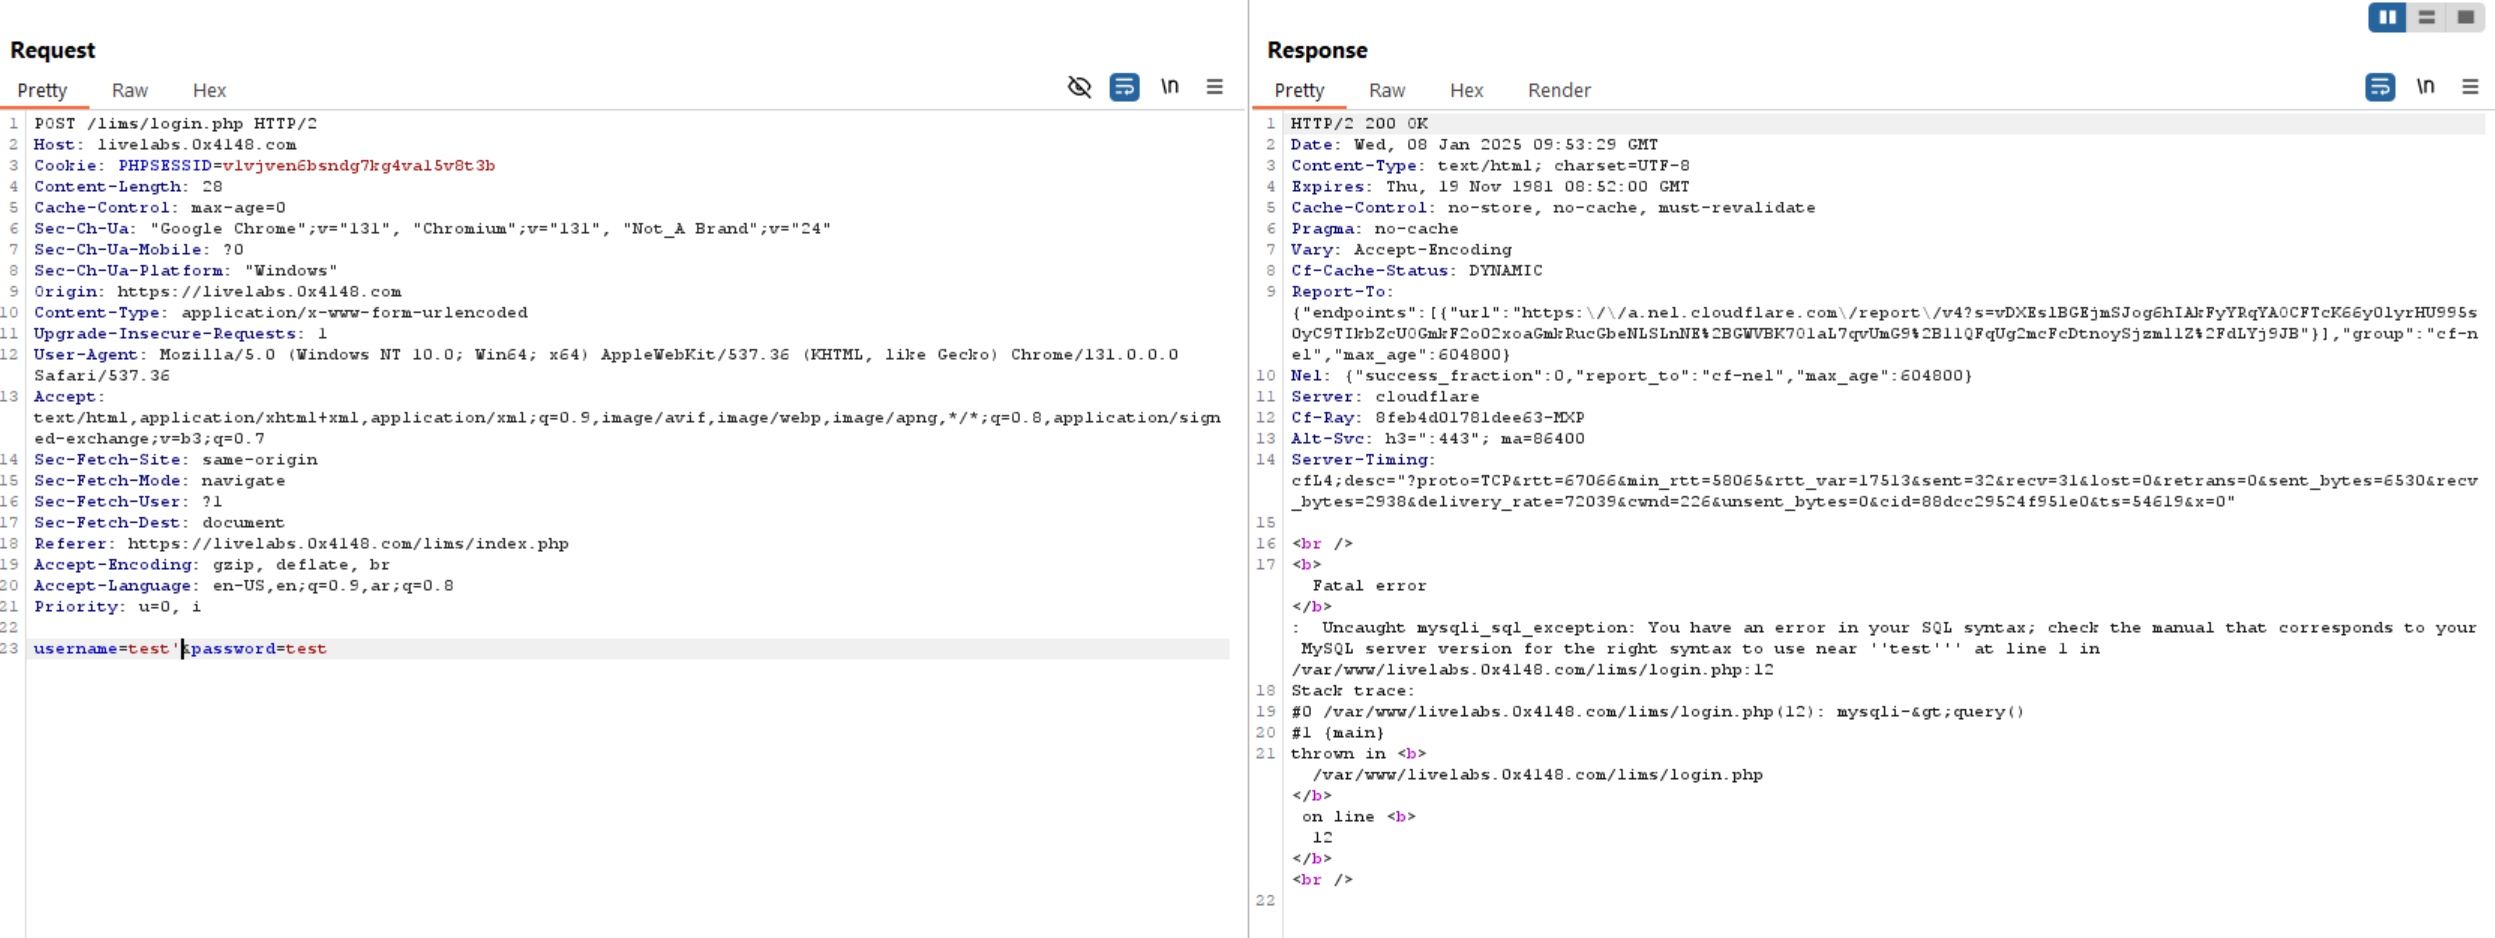 Request
Pretty Raw Hex \n
1 POST /lims/login.php HTTP/2
2 Host: livelabs.0x4148.com
3 Cookie: PHPSESSID=vlvjven6bsndg7kg4val5v8t3b
4 Content-Length: 28
5 Cache-Control: max-age=0
6 Sec-Ch-Ua: "Google Chrome";v="131", "Chromium";v="131", "Not_A Brand";v="24"
7 Sec-Ch-Ua-Mobile: ?0
8 Sec-Ch-Ua-Platform: "Windows"
9 Origin: https://livelabs.0x4148.com
10 Content-Type: application/x-www-form-urlencoded
11 Upgrade-Insecure-Requests: 1
12 User-Agent: Mozilla/5.0 (Windows NT 10.0; Win64; x64) AppleWebKit/537.36 (KHTML, like Gecko) Chrome/131.0.0.0
Safari/537.36
13 Accept:
text/html,application/xhtml+xml,application/xml;q=0.9,image/avif,image/webp,image/apng,*/*;q=0.8,application/sign
ed-exchange;v=b3;q=0.7
14 Sec-Fetch-Site: same-origin
15 Sec-Fetch-Mode: navigate
16 Sec-Fetch-User: ?1
17 Sec-Fetch-Dest: document
18 Referer: https://livelabs.0x4148.com/lims/index.php
19 Accept-Encoding: gzip, deflate, br
20 Accept-Language: en-US,en;q=0.9,ar;q=0.8
21 Priority: u=0, i
22
23 username=test'&password=test
Response
Pretty Raw Hex Render \n
1 HTTP/2 200 OK
2 Date: Wed, 08 Jan 2025 09:53:29 GMT
3 Content-Type: text/html; charset=UTF-8
4 Expires: Thu, 19 Nov 1981 08:52:00 GMT
5 Cache-Control: no-store, no-cache, must-revalidate
6 Pragma: no-cache
7 Vary: Accept-Encoding
8 Cf-Cache-Status: DYNAMIC
9 Report-To:
{"endpoints":[{"url":"https:\/\/a.nel.cloudflare.com\/report\/v4?s=vDXEslBGEjmSJog6hIAkFyYRqYA0CFTcK66yOlyrHU995s
OyC9TIkbZcU0GmkF2oO2xoaGmkRucGbeNLSLnNE%2BGWVBK701aL7qvUmG9%2B11QFqUg2mcFcDtnoySjzml1Z%2FdLYj9JB"}],"group":"cf-n
el","max_age":604800}
10 Nel: {"success_fraction":0,"report_to":"cf-nel","max_age":604800}
11 Server: cloudflare
12 Cf-Ray: 8feb4d01781dee63-MXP
13 Alt-Svc: h3=":443"; ma=86400
14 Server-Timing:
cfL4;desc="?proto=TCP&rtt=67066&min_rtt=58065&rtt_var=17513&sent=32&recv=31&lost=0&retrans=0&sent_bytes=6530&recv
_bytes=2938&delivery_rate=72039&cwnd=226&unsent_bytes=0&cid=88dcc29524f951e0&ts=54619&x=0"
15
16 <br />
17 <b>
Fatal error
</b>
: Uncaught mysqli_sql_exception: You have an error in your SQL syntax; check the manual that corresponds to your
MySQL server version for the right syntax to use near ''test''' at line 1 in
/var/www/livelabs.0x4148.com/lims/login.php:12
18 Stack trace:
19 #0 /var/www/livelabs.0x4148.com/lims/login.php(12): mysqli-&gt;query()
20 #1 {main}
21 thrown in <b>
/var/www/livelabs.0x4148.com/lims/login.php
</b>
on line <b>
12
</b>
<br />
22